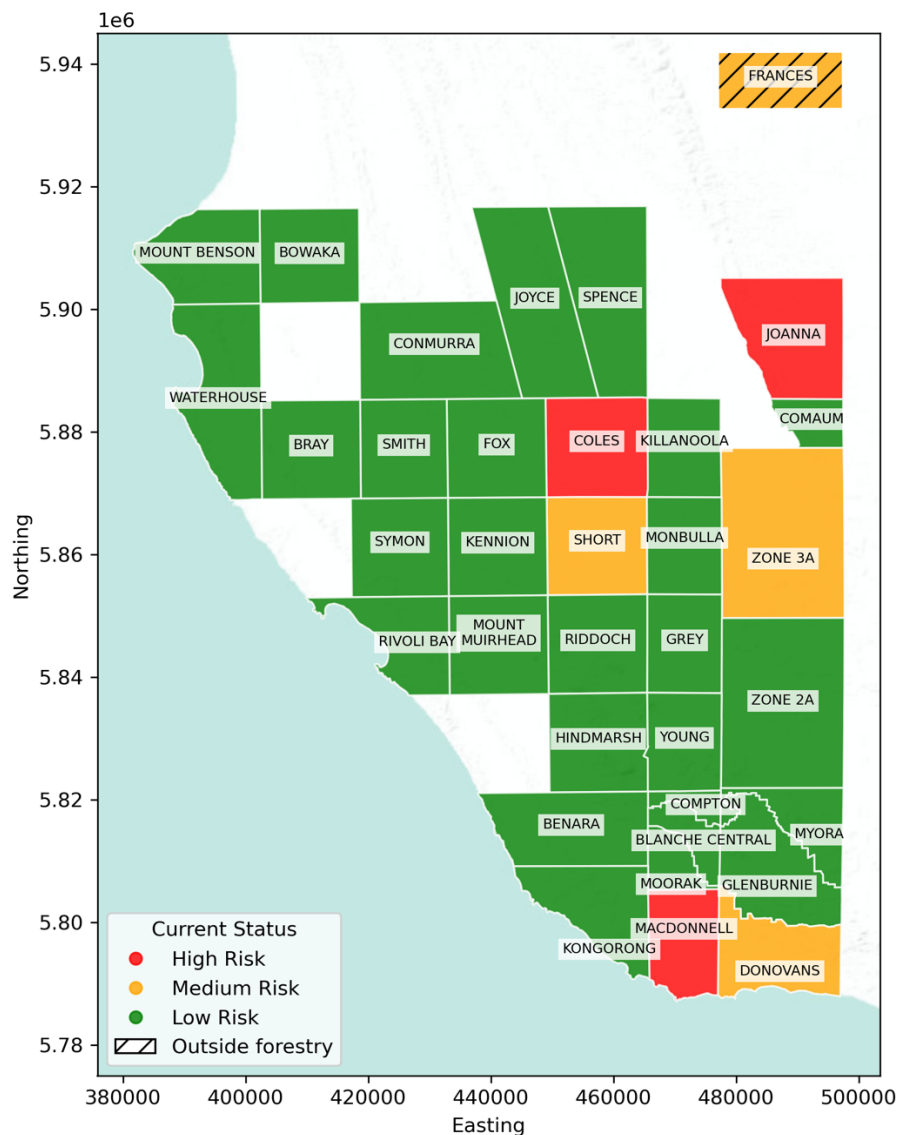 1e6
5.94
FRANCES
5.92
MOUNT BENSON
BOWAKA
JOYCE
SPENCE
5.90
JOANNA
CONMURRA
WATERHOUSE
COMAUM
5.88
BRAY
SMITH
FOX
COLES
KILLANOOLA
SYMON
KENNION
SHORT
MONBULLA
5.86
ZONE 3A
Northing
RIVOLI BAY
MOUNT
MUIRHEAD
RIDDOCH
GREY
5.84
ZONE 2A
HINDMARSH
YOUNG
5.82
COMPTON
BENARA
BLANCHE CENTRAL
MYORA
MOORAK
GLENBURNIE
5.80
MACDONNELL
KONGORONG
DONOVANS
Current Status
High Risk
Medium Risk
Low Risk
Outside forestry
5.78
380000 400000 420000 440000 460000 480000 500000
Easting